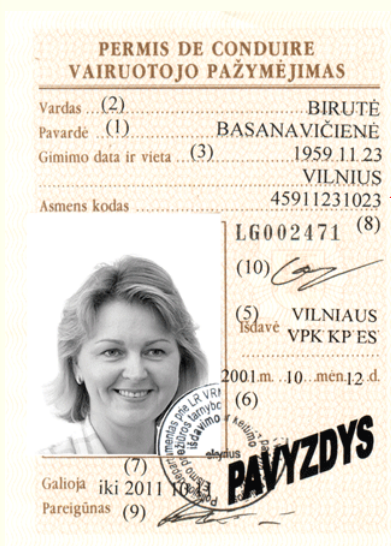 PERMIS DE CONDUIRE
VAIRUOTOJO PAŽYMĖJIMAS
Vardas (2) BIRUTĖ
Pavardė (1) BASANAVIČIENĖ
Gimimo data ir vieta (3) 1959 11 23
VILNIUS
Asmens kodas 45911231023
LG002471 (8)
(10)
(5) VILNIAUS
Išdavė VPK KP ES
2001 m. 10 mėn. 12 d.
(6)
PAVYZDYS
(7)
Galioja iki 2011 10 11
Pareigūnas (9)